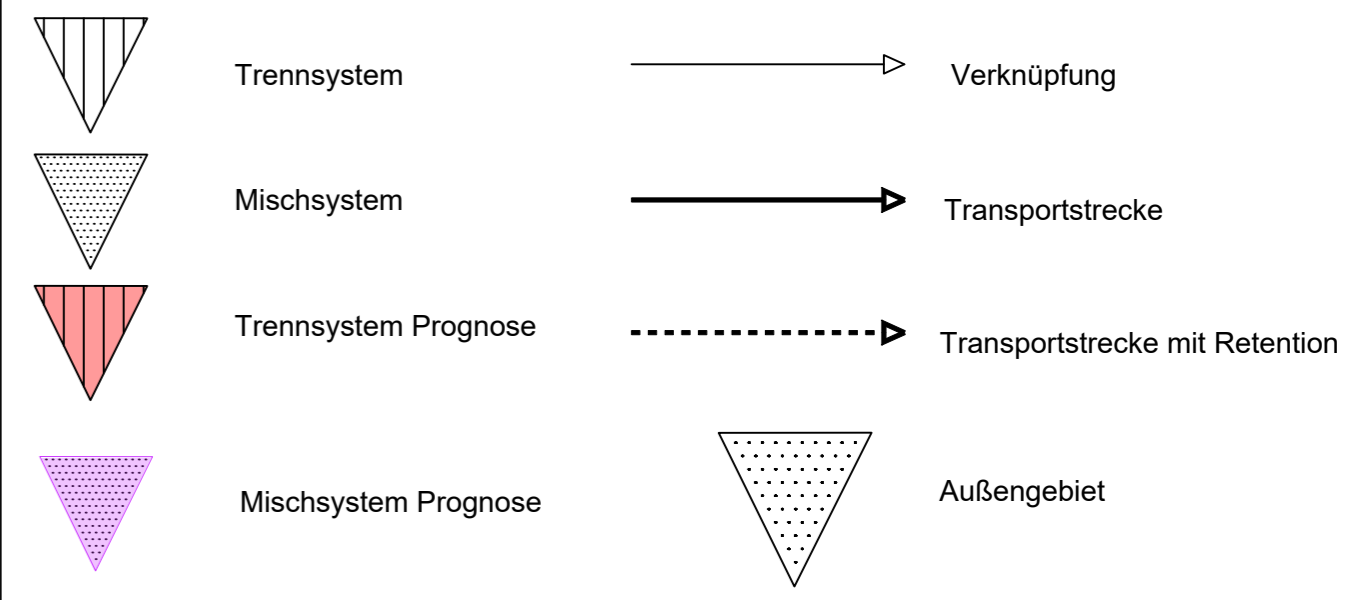 Trennsystem
Verknüpfung
Mischsystem
Transportstrecke
Trennsystem Prognose
Transportstrecke mit Retention
Mischsystem Prognose
Außengebiet